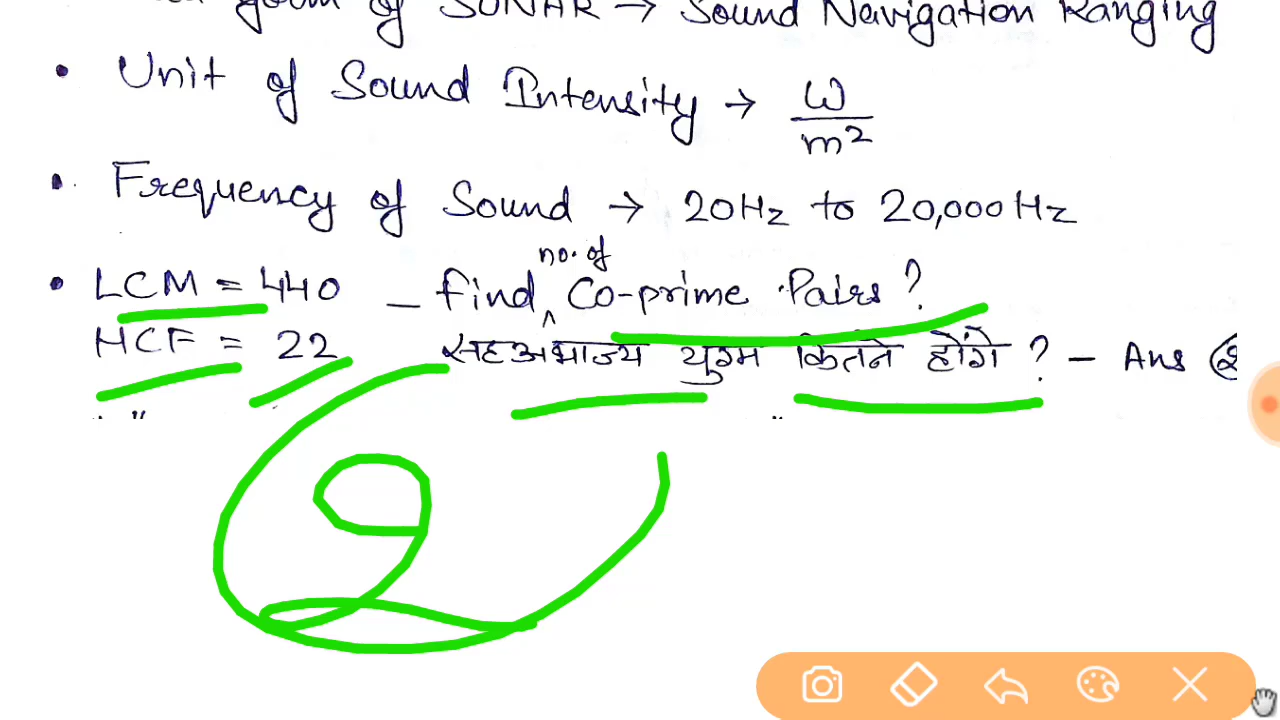 of SONAR → Sound Navigation Ranging
• Unit of Sound Intensity → W/m²
• Frequency of Sound → 20Hz to 20,000Hz
• LCM = 440 – find no. of Co-prime Pairs ?
HCF = 22 सहअभाज्य युग्म कितने होंगे ? – Ans 2
2